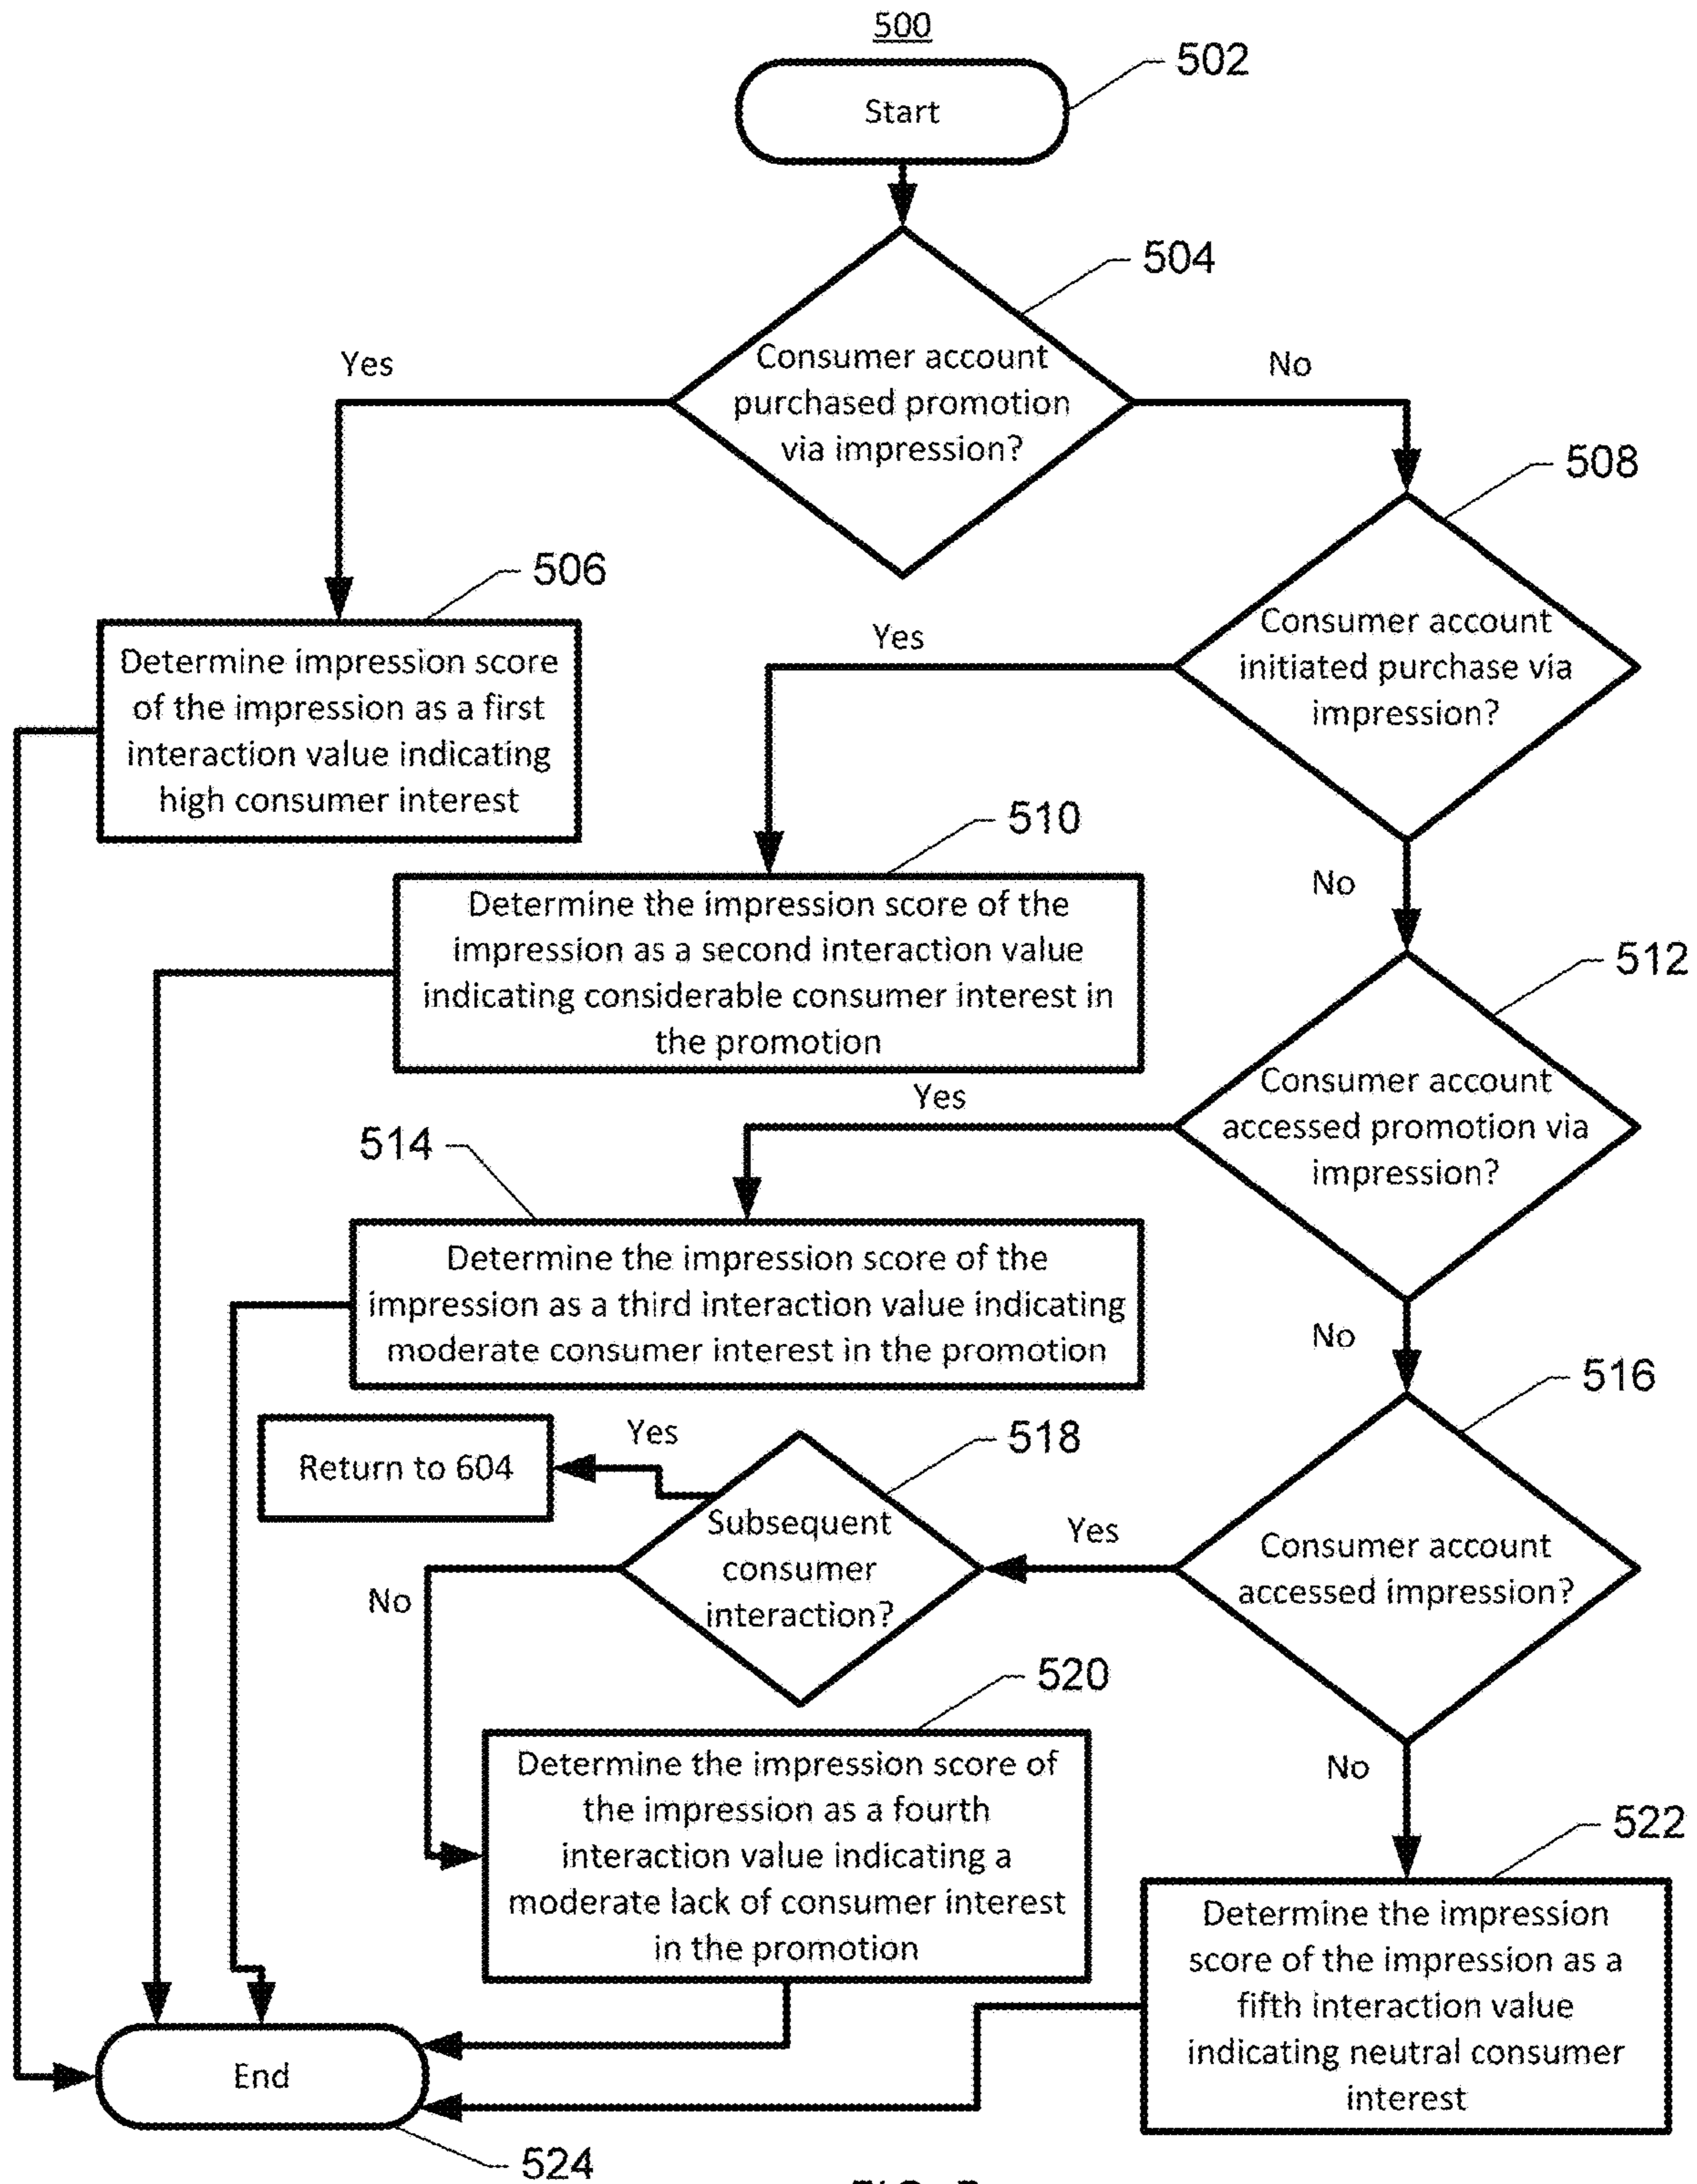 500
502
Start
504
Consumer account
purchased promotion
via impression?
Yes
No
508
Consumer account
initiated purchase via
impression?
506
Determine impression score
of the impression as a first
interaction value indicating
high consumer interest
Yes
No
510
Determine the impression score of the
impression as a second interaction value
indicating considerable consumer interest in
the promotion
512
Consumer account
accessed promotion via
impression?
Yes
No
514
Determine the impression score of the
impression as a third interaction value indicating
moderate consumer interest in the promotion
516
Consumer account
accessed impression?
Yes
No
518
Subsequent
consumer
interaction?
Yes
Return to 604
No
520
Determine the impression score of
the impression as a fourth
interaction value indicating a
moderate lack of consumer interest
in the promotion
522
Determine the impression
score of the impression as a
fifth interaction value
indicating neutral consumer
interest
End
524